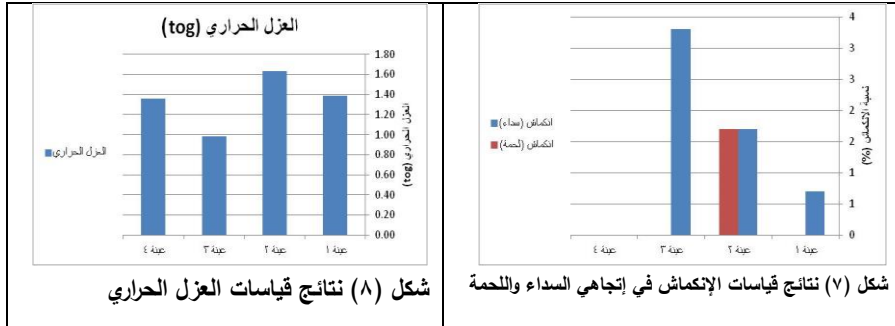 4
3
3
2
2
1
1
0
نسبة الانكماش (%)
عينة ١
عينة ٢
عينة ٣
عينة ٤
انكماش (سداء)
انكماش (لحمة)
شكل (٧) نتائج قياسات الإنكماش في إتجاهي السداء واللحمة
العزل الحراري (tog)
1.80
1.60
1.40
1.20
1.00
0.80
0.60
0.40
0.20
0.00
العزل الحراري (tog)
عينة ١
عينة ٢
عينة ٣
عينة ٤
العزل الحراري
شكل (٨) نتائج قياسات العزل الحراري